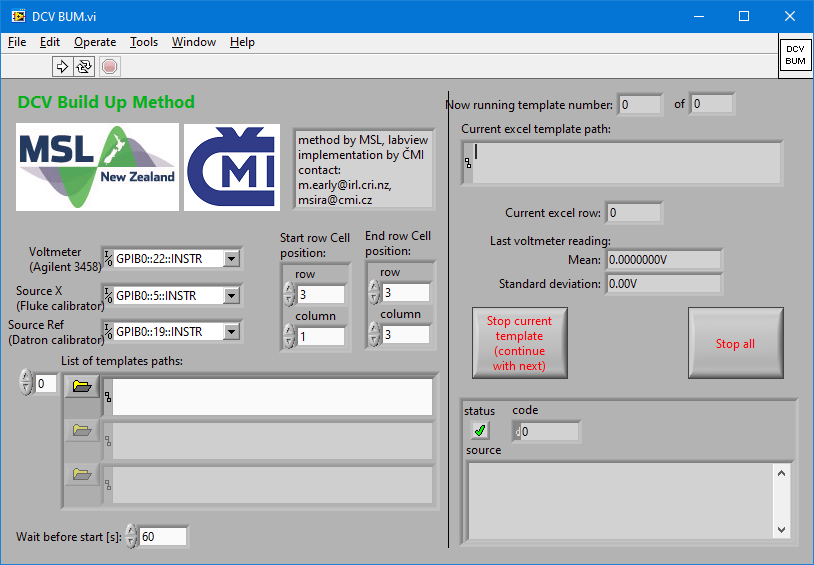 DCV BUM.vi
File Edit Operate Tools Window Help
DCV
BUM
DCV Build Up Method
MSL
New Zealand
ČMI
method by MSL, labview
implementation by ČMI
contact:
m.early@irl.cri.nz,
msira@cmi.cz
Voltmeter
(Agilent 3458)
GPIB0::22::INSTR
Source X
(Fluke calibrator)
GPIB0::5::INSTR
Source Ref
(Datron calibrator)
GPIB0::19::INSTR
Start row Cell
position:
row
3
column
1
End row Cell
position:
row
3
column
3
List of templates paths:
0
Wait before start [s]: 60
Now running template number: 0 of 0
Current excel template path:
Current excel row: 0
Last voltmeter reading:
Mean: 0.0000000V
Standard deviation: 0.00V
Stop current
template
(continue
with next)
Stop all
status code
d0
source